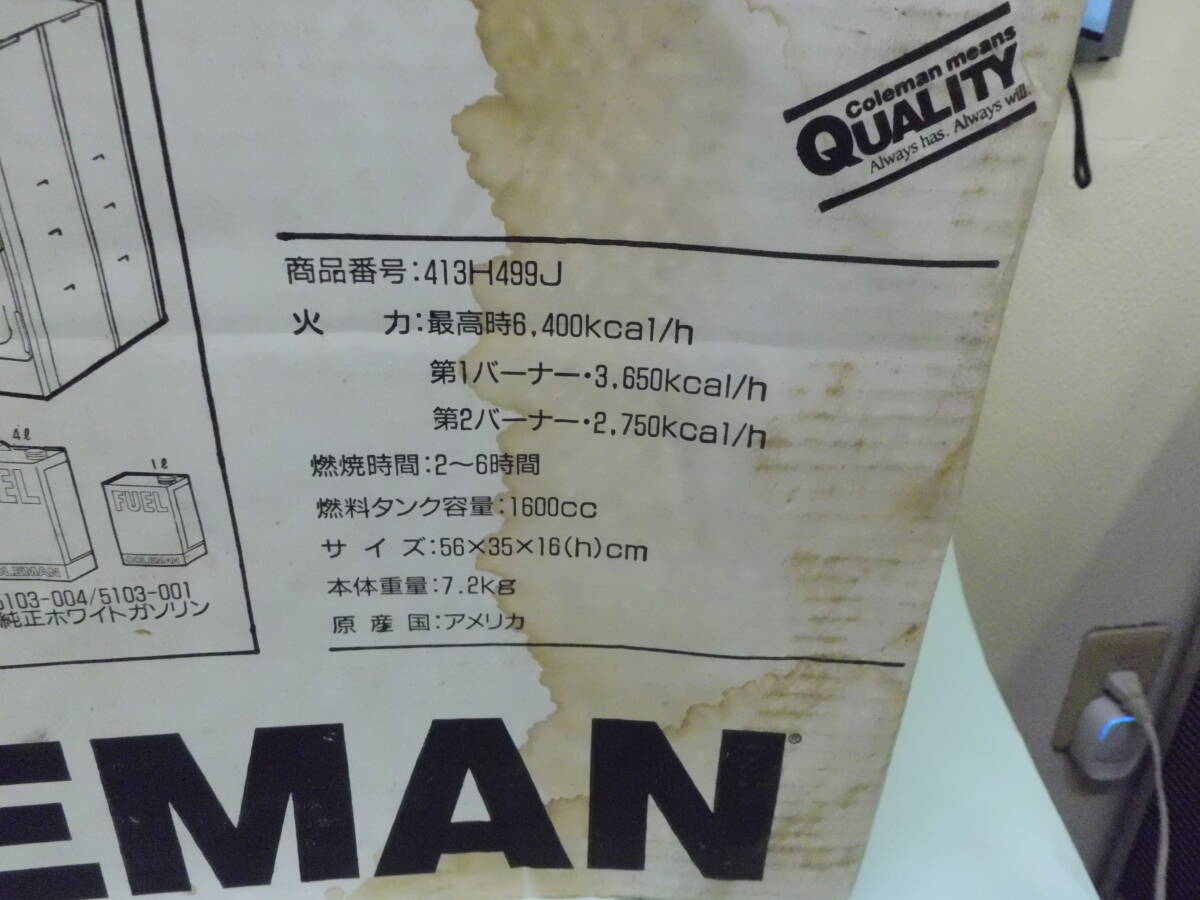 Coleman means
QUALITY
Always has. Always will.
商品番号:413H499J
火 力:最高時6,400kcal/h
第1バーナー・3,650kcal/h
第2バーナー・2,750kcal/h
燃焼時間:2〜6時間
燃料タンク容量:1600cc
サイズ:56×35×16(h)cm
本体重量:7.2kg
原産国:アメリカ
4ℓ
1ℓ
EL
FUEL
OLEMAN
COLEMAN
5103-004/5103-001
純正ホワイトガソリン
EMAN®